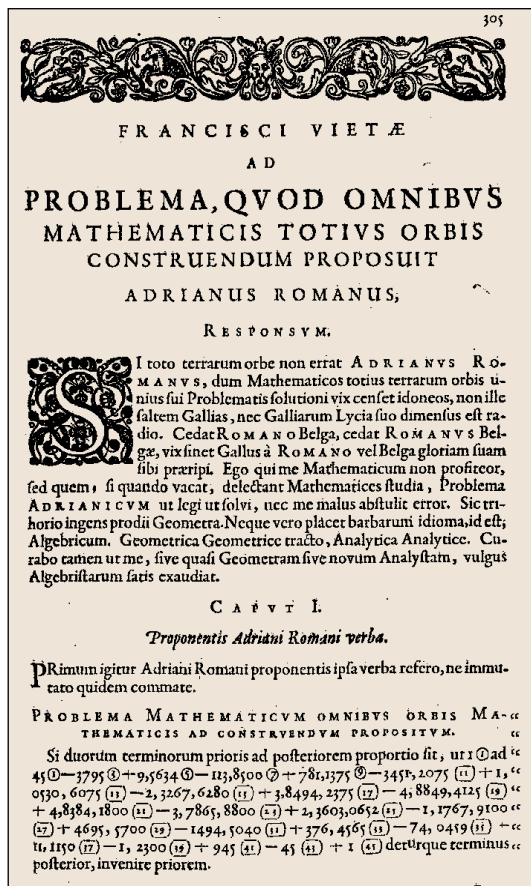 305
FRANCISCI VIETÆ
AD
PROBLEMA, QVOD OMNIBVS
MATHEMATICIS TOTIVS ORBIS
CONSTRUENDUM PROPOSUIT
ADRIANUS ROMANUS,
RESPONSVM.
SI toto terrarum orbe non errat ADRIANVS RO-
MANVS, dum Mathematicos totius terrarum orbis u-
nius sui Problematis solutioni vix censet idoneos, non ille
saltem Gallias, nec Galliarum Lycia suo dimensus est ra-
dio. Cedat ROMANO Belga, cedat ROMANVS Bel-
gæ, vix sinet Gallus à ROMANO vel Belga gloriam suam
sibi præripi. Ego qui me Mathematicum non profiteor,
sed quem, si quando vacat, delectant Mathematices studia, Problema
ADRIANICVM ut legi ut solvi, nec me malus abstulit error. Sic tri-
horio ingens prodii Geometra. Neque vero placet barbarum idioma, id est,
Algebricum. Geometrica Geometrice tracto, Analytica Analytice. Cu-
rabo tamen ut me, sive quasi Geometram sive novum Analystam, vulgus
Algebristarum satis exaudiat.
CAPVT I.
Proponentis Adriani Romani verba.
PRimum igitur Adriani Romani proponentis ipsa verba refero, ne immu-
tato quidem commate.
PROBLEMA MATHEMATICVM OMNIBVS ORBIS MA- “
THEMATICIS AD CONSTRVENDVM PROPOSITVM. “
Si duorum terminorum prioris ad posteriorem proportio sit, ut 1 ① ad “
45 ① — 3795 ③ + 9,5634 ⑤ — 113,8500 ⑦ + 781,1375 ⑨ — 3451,2075 (11) + 1, “
0530,6075 (13) — 2,3267,6280 (15) + 3,8494,2375 (17) — 4,8849,4125 (19) “
+ 4,8384,1800 (21) — 3,7865,8800 (23) + 2,3603,0652 (25) — 1,1767,9100 “
(27) + 4695,5700 (29) — 1494,5040 (31) + 376,4565 (33) — 74,0459 (35) + “
11,1150 (37) — 1,2300 (39) + 945 (41) — 45 (43) + 1 (45) deturque terminus “
posterior, invenire priorem.